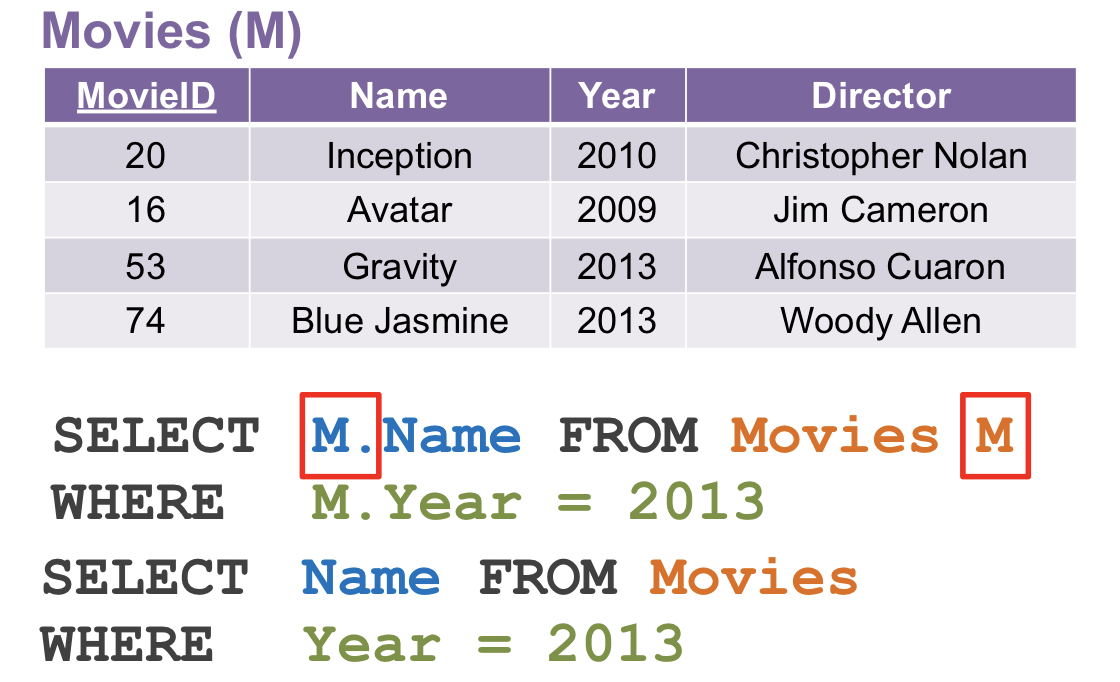 Movies (M)
MovieID Name Year Director
20 Inception 2010 Christopher Nolan
16 Avatar 2009 Jim Cameron
53 Gravity 2013 Alfonso Cuaron
74 Blue Jasmine 2013 Woody Allen
SELECT M.Name FROM Movies M
WHERE M.Year = 2013
SELECT Name FROM Movies
WHERE Year = 2013